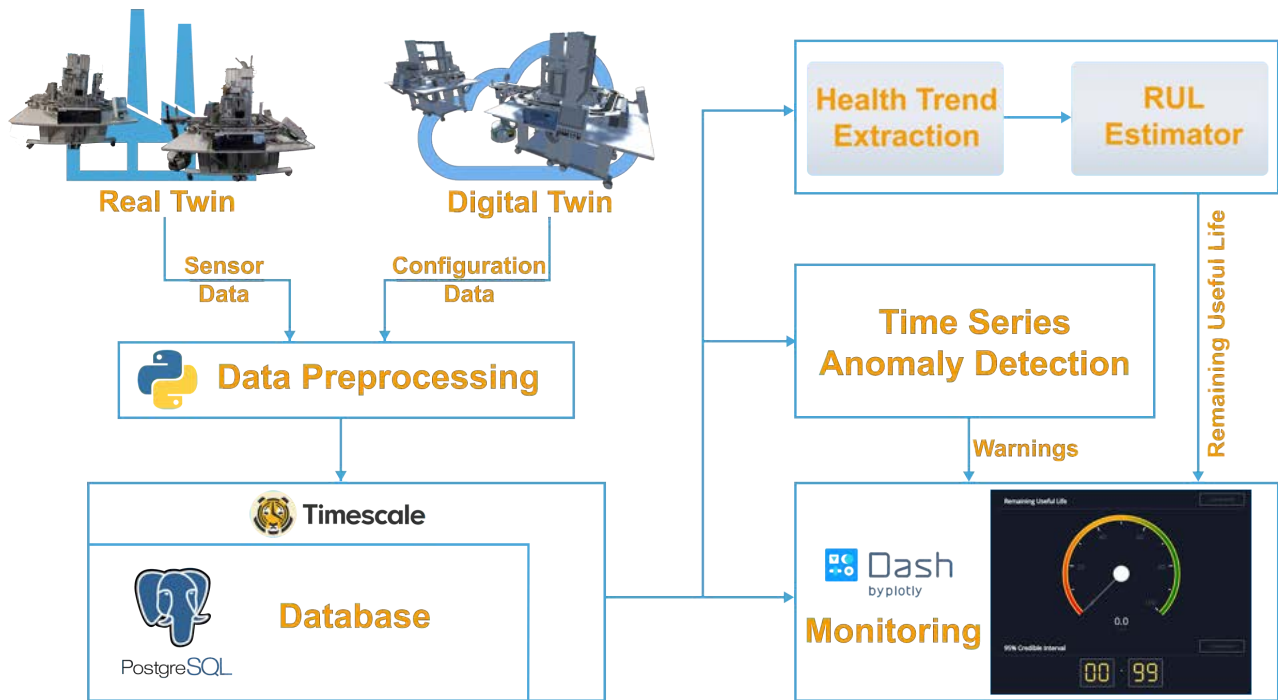 Real Twin
Digital Twin
Sensor
Data
Configuration
Data
Data Preprocessing
Timescale
PostgreSQL
Database
Health Trend
Extraction
RUL
Estimator
Remaining Useful Life
Time Series
Anomaly Detection
Warnings
Dash
by plotly
Monitoring
Remaining Useful Life
0.0
95% Credible Interval
00 - 99